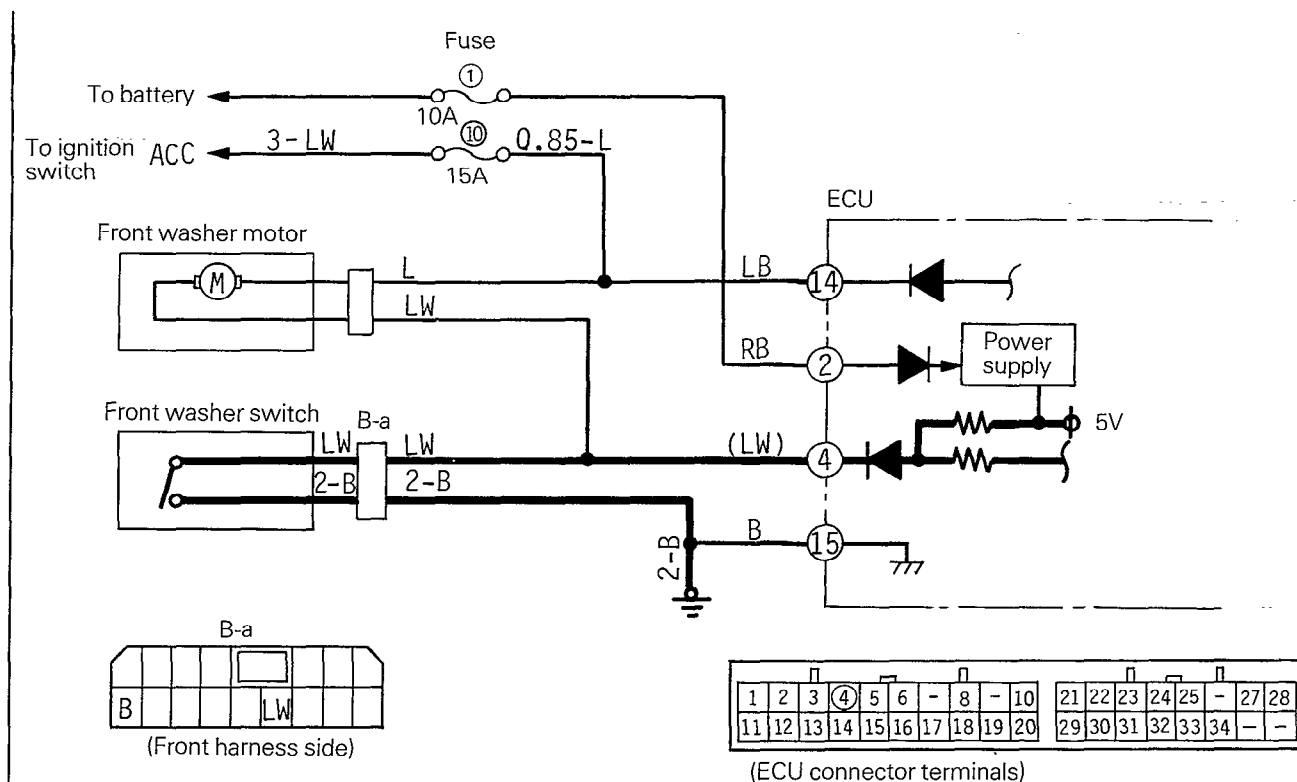 Fuse
①
To battery
10A
⑩
To ignition switch
ACC
3-LW
0.85-L
15A
ECU
Front washer motor
M
L
LB
14
LW
RB
2
Power
supply
Front washer switch
B-a
LW
LW
(LW)
4
5V
2-B
2-B
B
15
2-B
B-a
B
LW
(Front harness side)
1 2 3 ④ 5 6 - 8 - 10
11 12 13 14 15 16 17 18 19 20
21 22 23 24 25 - 27 28
29 30 31 32 33 34 - -
(ECU connector terminals)